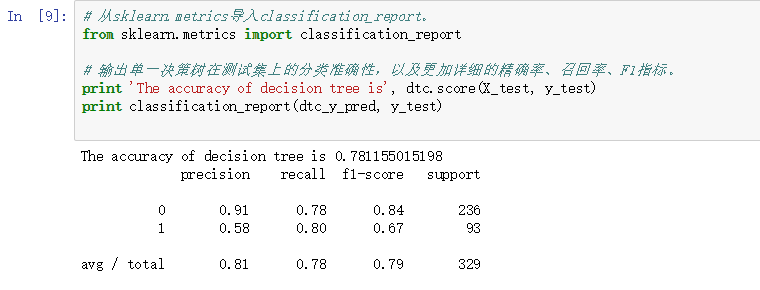 In [9]:
# 从sklearn.metrics导入classification_report。
from sklearn.metrics import classification_report
# 输出单一决策树在测试集上的分类准确性，以及更加详细的精确率、召回率、F1指标。
print 'The accuracy of decision tree is', dtc.score(X_test, y_test)
print classification_report(dtc_y_pred, y_test)
The accuracy of decision tree is 0.781155015198
precision recall f1-score support
0 0.91 0.78 0.84 236
1 0.58 0.80 0.67 93
avg / total 0.81 0.78 0.79 329